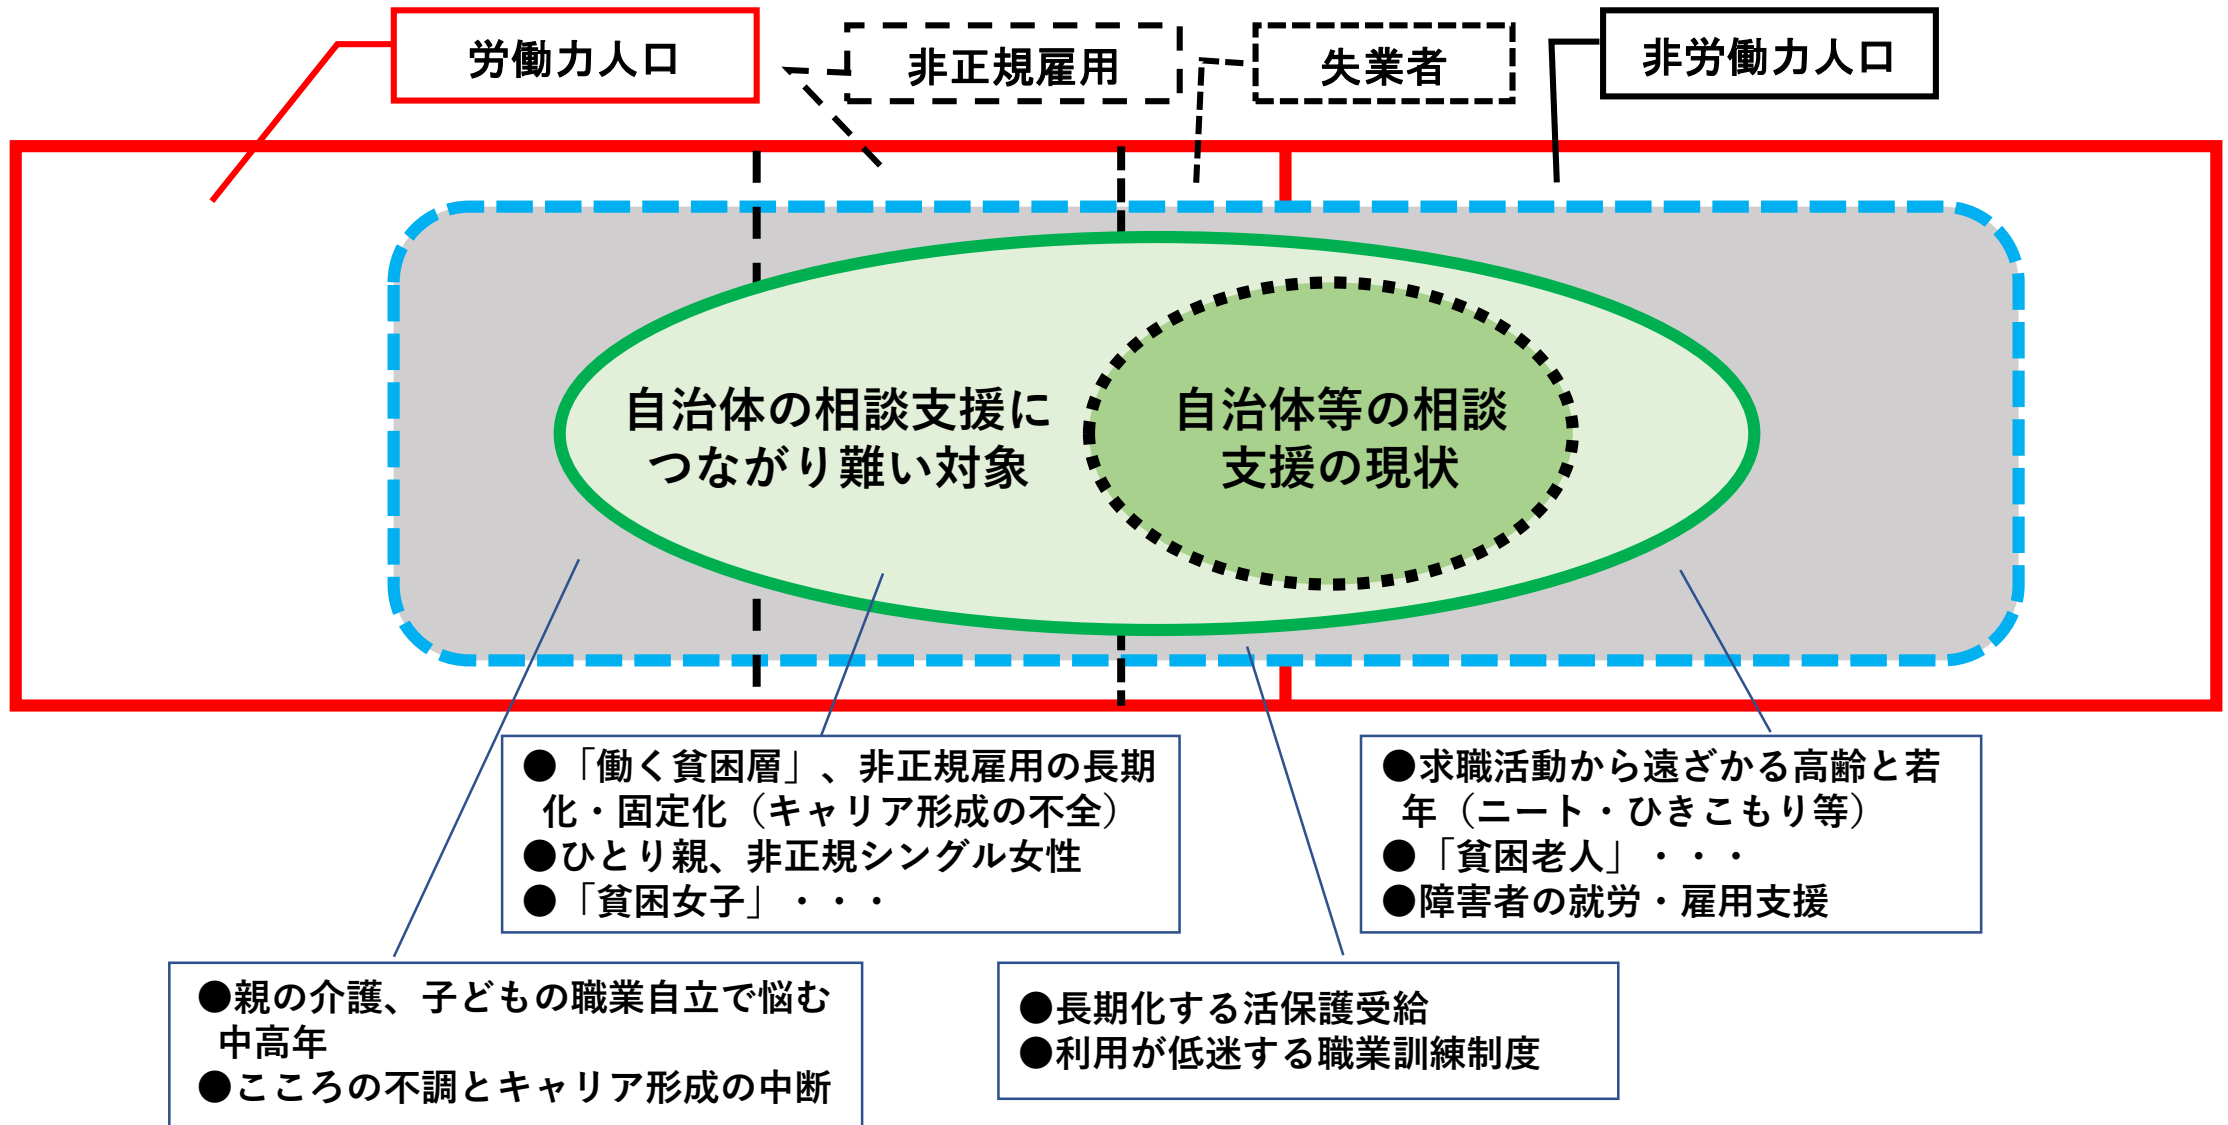 労働力人口
非正規雇用
失業者
非労働力人口
自治体の相談支援に
つながり難い対象
自治体等の相談
支援の現状
●「働く貧困層」、非正規雇用の長期
化・固定化（キャリア形成の不全）
●ひとり親、非正規シングル女性
●「貧困女子」・・・
●求職活動から遠ざかる高齢と若
年（ニート・ひきこもり等）
●「貧困老人」・・・
●障害者の就労・雇用支援
●親の介護、子どもの職業自立で悩む
中高年
●こころの不調とキャリア形成の中断
●長期化する活保護受給
●利用が低迷する職業訓練制度